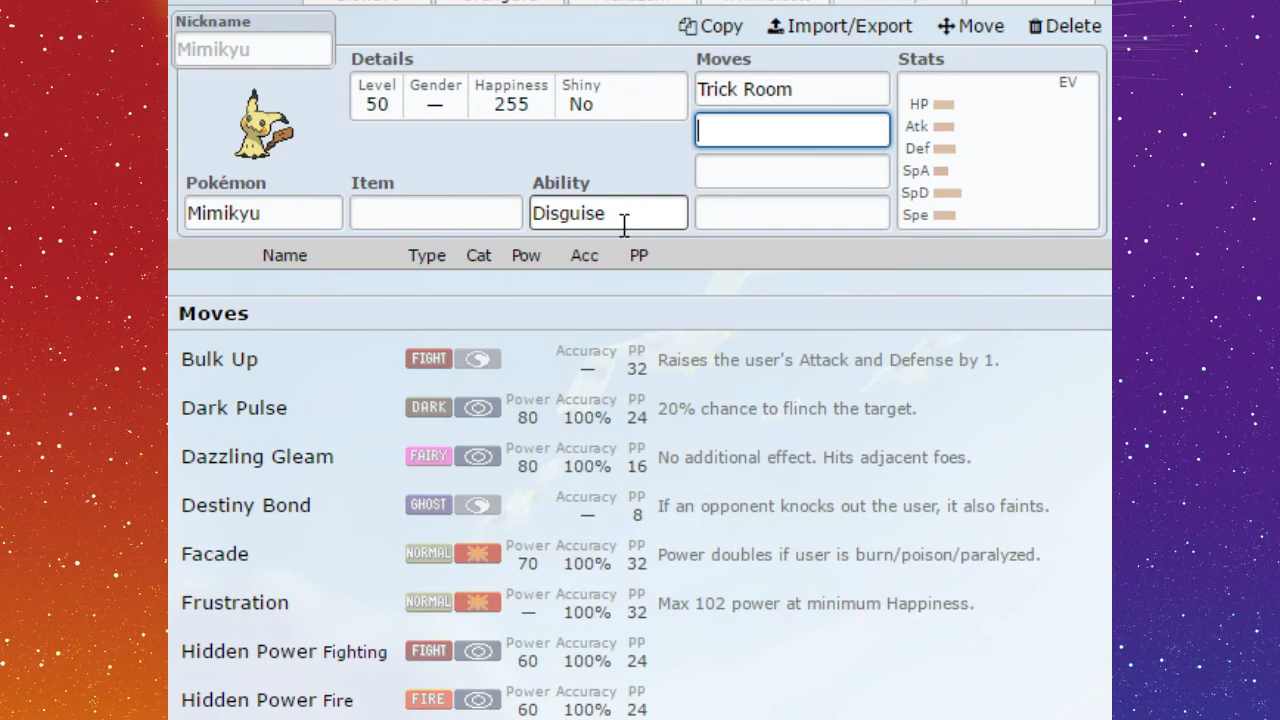 Nickname
Mimikyu
Copy Import/Export Move Delete
Details Moves Stats
Level Gender Happiness Shiny
50 — 255 No
Trick Room
EV
HP
Atk
Def
SpA
SpD
Spe
Pokémon Item Ability
Mimikyu Disguise
Name Type Cat Pow Acc PP
Moves
Bulk Up FIGHT Accuracy — PP 32 Raises the user's Attack and Defense by 1.
Dark Pulse DARK Power 80 Accuracy 100% PP 24 20% chance to flinch the target.
Dazzling Gleam FAIRY Power 80 Accuracy 100% PP 16 No additional effect. Hits adjacent foes.
Destiny Bond GHOST Accuracy — PP 8 If an opponent knocks out the user, it also faints.
Facade NORMAL Power 70 Accuracy 100% PP 32 Power doubles if user is burn/poison/paralyzed.
Frustration NORMAL Power — Accuracy 100% PP 32 Max 102 power at minimum Happiness.
Hidden Power Fighting FIGHT Power 60 Accuracy 100% PP 24
Hidden Power Fire FIRE Power 60 Accuracy 100% PP 24